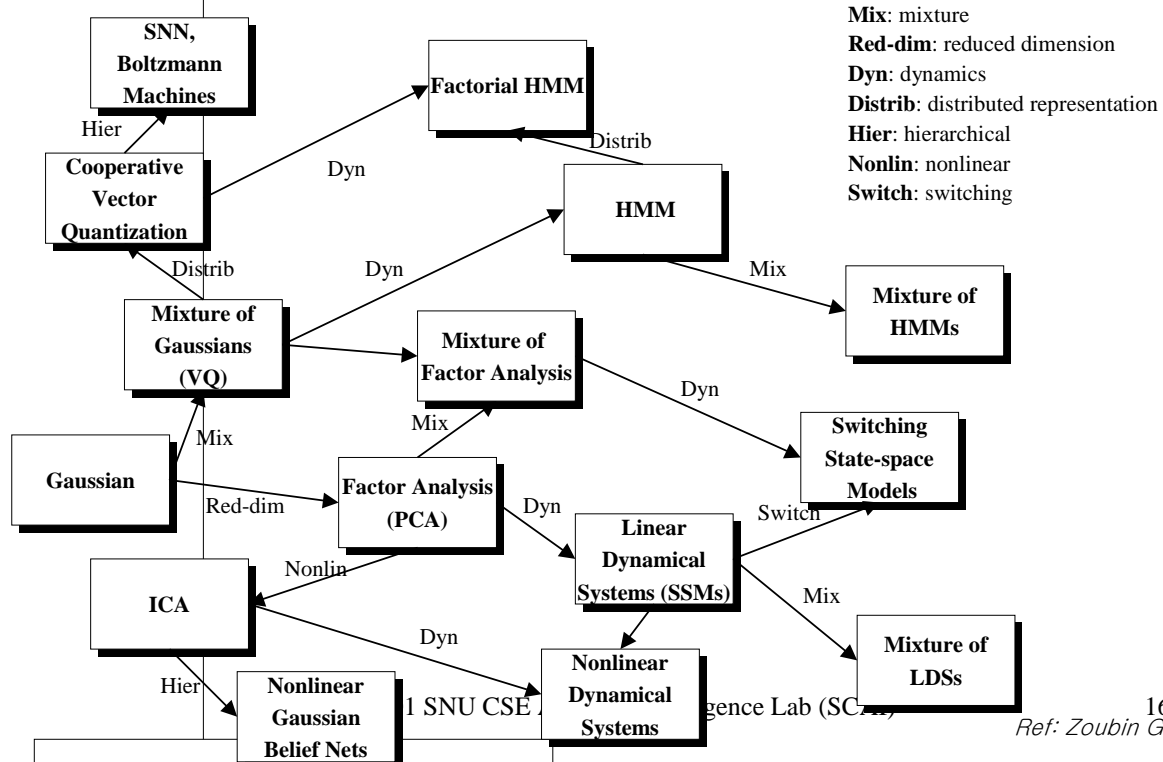 Mix: mixture
Red-dim: reduced dimension
Dyn: dynamics
Distrib: distributed representation
Hier: hierarchical
Nonlin: nonlinear
Switch: switching
SNN,
Boltzmann
Machines
Factorial HMM
Hier
Distrib
Dyn
Cooperative
Vector
Quantization
HMM
Distrib
Dyn
Mix
Mixture of
HMMs
Mixture of
Gaussians
(VQ)
Mixture of
Factor Analysis
Dyn
Mix
Mix
Switching
State-space
Models
Gaussian
Red-dim
Factor Analysis
(PCA)
Dyn
Switch
Linear
Dynamical
Systems (SSMs)
Nonlin
ICA
Mix
Dyn
Mixture of
LDSs
Hier
Nonlinear
Gaussian
Belief Nets
Nonlinear
Dynamical
Systems
1 SNU CSE gence Lab 16
Ref: Zoubin G